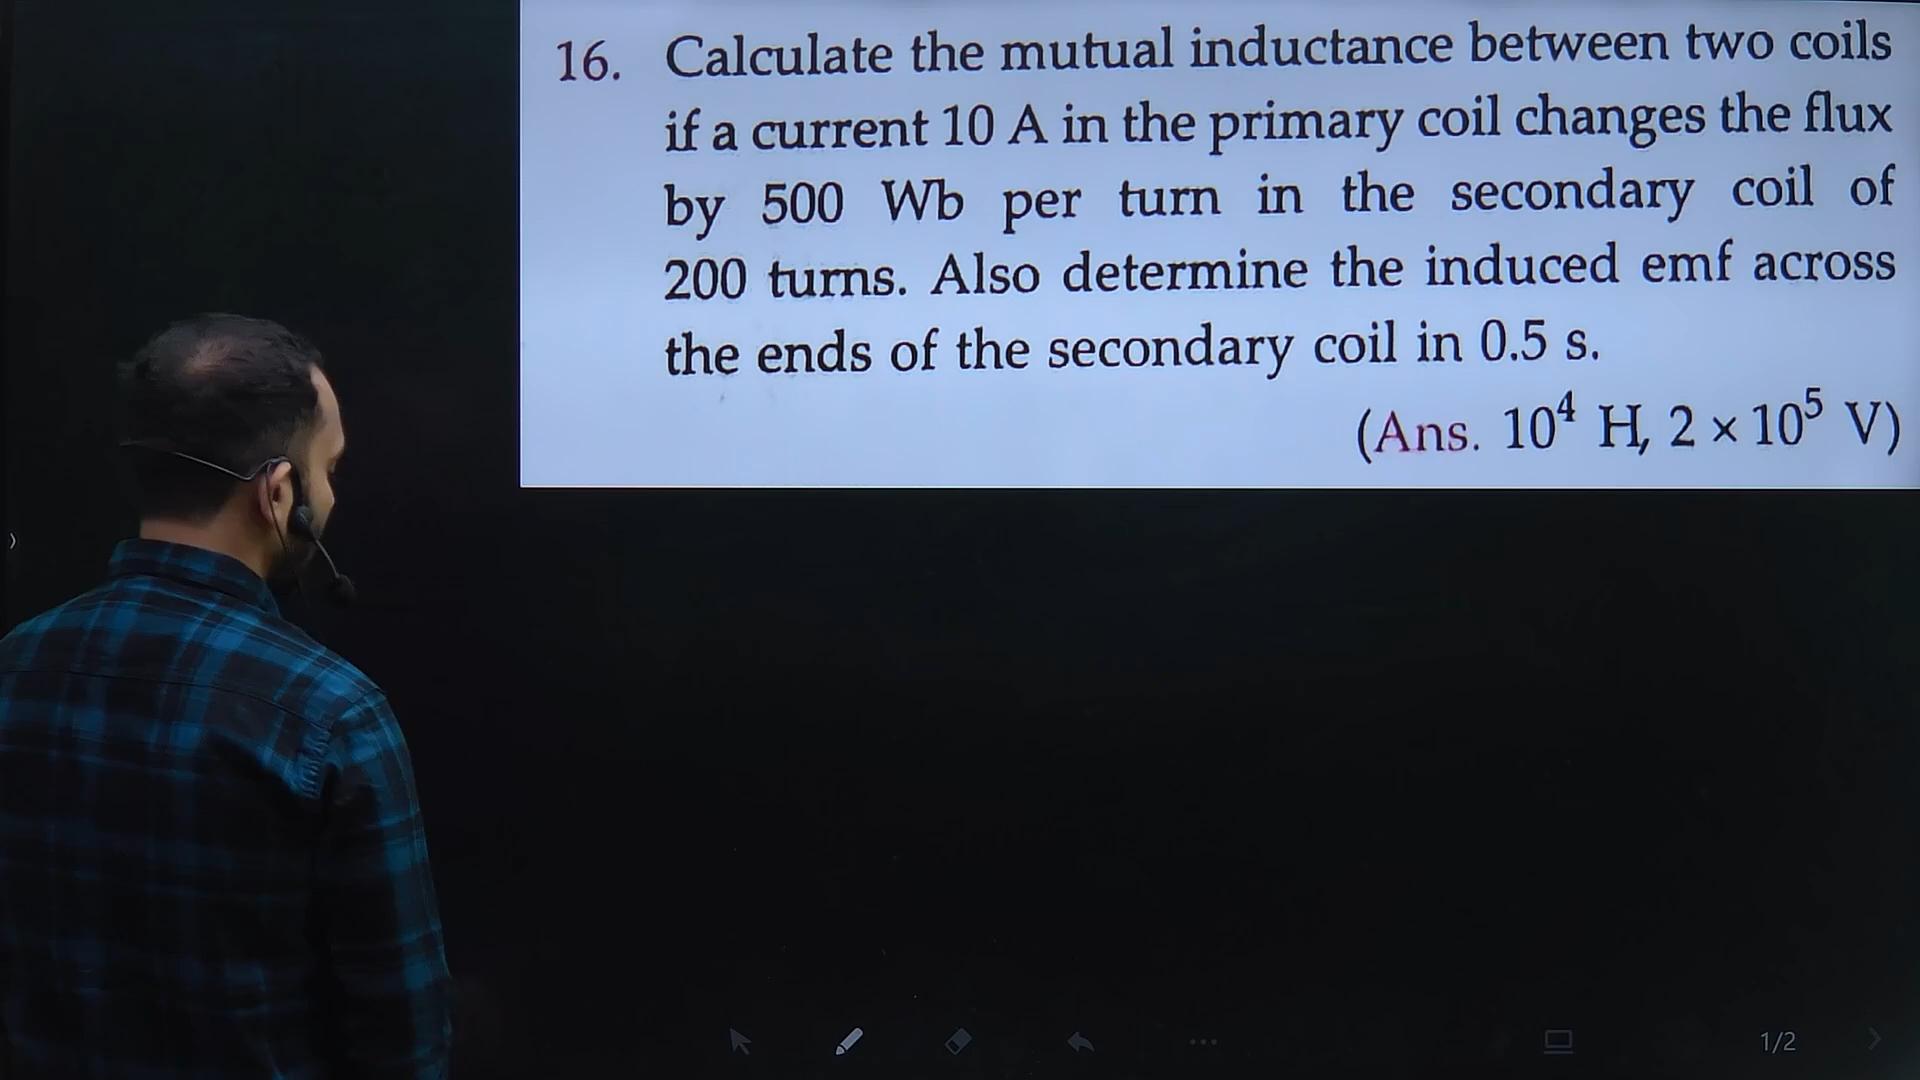 16. Calculate the mutual inductance between two coils
if a current 10 A in the primary coil changes the flux
by 500 Wb per turn in the secondary coil of
200 turns. Also determine the induced emf across
the ends of the secondary coil in 0.5 s.
(Ans. 10⁴ H, 2 × 10⁵ V)
1/2